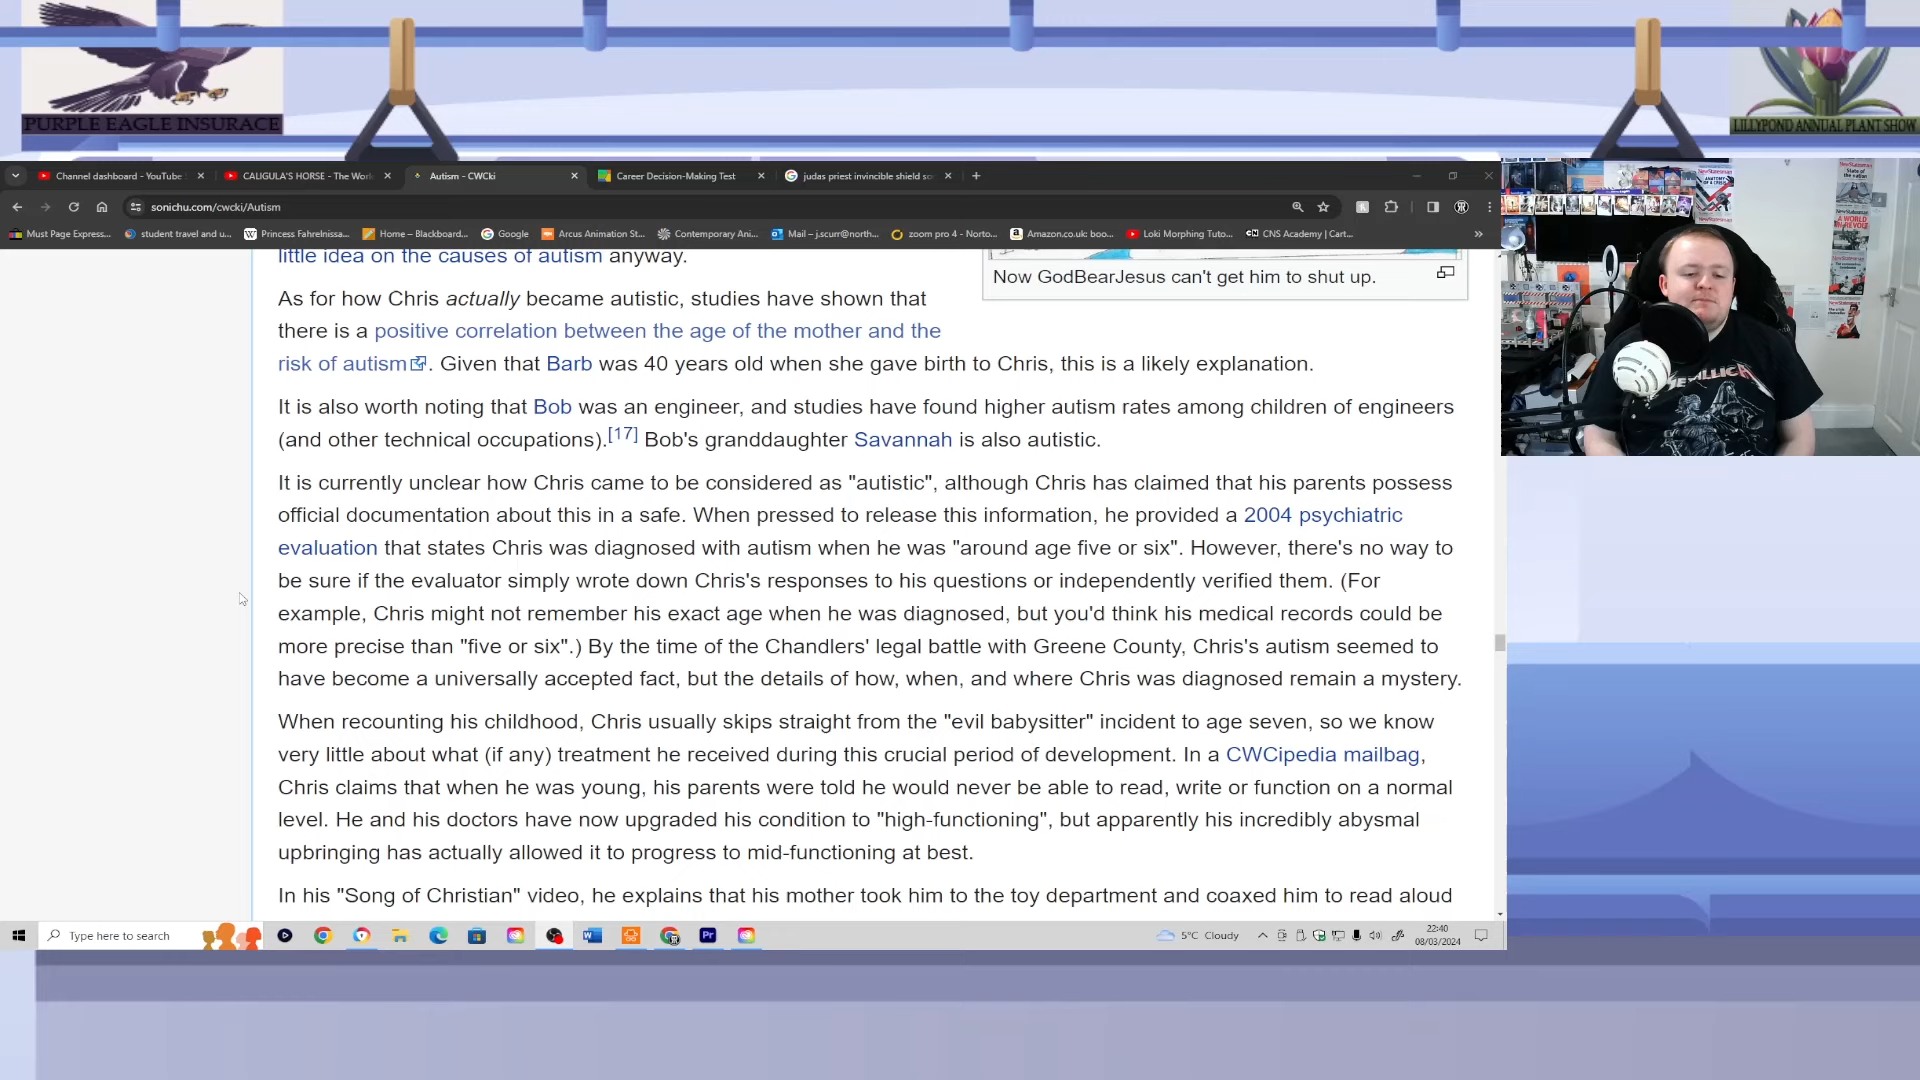 PURPLE EAGLE INSURACE
LILLYPOND ANNUAL PLANT SHOW
Channel dashboard - YouTube
CALIGULA'S HORSE - The Worl
Autism - CWCki
Career Decision-Making Test
judas priest invincible shield so
sonichu.com/cwcki/Autism
Must Page Express...
student travel and u...
Princess Fahrelnissa...
Home – Blackboard...
Google
Arcus Animation St...
Contemporary Ani...
Mail – j.scurr@north...
zoom pro 4 - Norto...
Amazon.co.uk: boo...
Loki Morphing Tuto...
CNS Academy | Cart...
little idea on the causes of autism anyway.
Now GodBearJesus can't get him to shut up.
As for how Chris actually became autistic, studies have shown that
there is a positive correlation between the age of the mother and the
risk of autism. Given that Barb was 40 years old when she gave birth to Chris, this is a likely explanation.
It is also worth noting that Bob was an engineer, and studies have found higher autism rates among children of engineers
(and other technical occupations).[17] Bob's granddaughter Savannah is also autistic.
It is currently unclear how Chris came to be considered as "autistic", although Chris has claimed that his parents possess
official documentation about this in a safe. When pressed to release this information, he provided a 2004 psychiatric
evaluation that states Chris was diagnosed with autism when he was "around age five or six". However, there's no way to
be sure if the evaluator simply wrote down Chris's responses to his questions or independently verified them. (For
example, Chris might not remember his exact age when he was diagnosed, but you'd think his medical records could be
more precise than "five or six".) By the time of the Chandlers' legal battle with Greene County, Chris's autism seemed to
have become a universally accepted fact, but the details of how, when, and where Chris was diagnosed remain a mystery.
When recounting his childhood, Chris usually skips straight from the "evil babysitter" incident to age seven, so we know
very little about what (if any) treatment he received during this crucial period of development. In a CWCipedia mailbag,
Chris claims that when he was young, his parents were told he would never be able to read, write or function on a normal
level. He and his doctors have now upgraded his condition to "high-functioning", but apparently his incredibly abysmal
upbringing has actually allowed it to progress to mid-functioning at best.
In his "Song of Christian" video, he explains that his mother took him to the toy department and coaxed him to read aloud
Type here to search
5°C Cloudy
22:40
08/03/2024